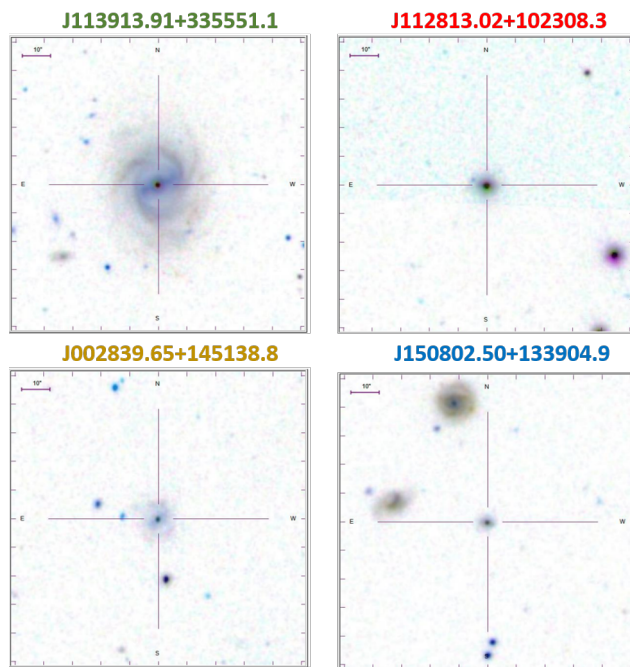 J113913.91+335551.1
J112813.02+102308.3
10"
N
E
W
S
10"
N
E
W
S
J002839.65+145138.8
J150802.50+133904.9
10"
N
E
W
S
10"
N
E
W
S